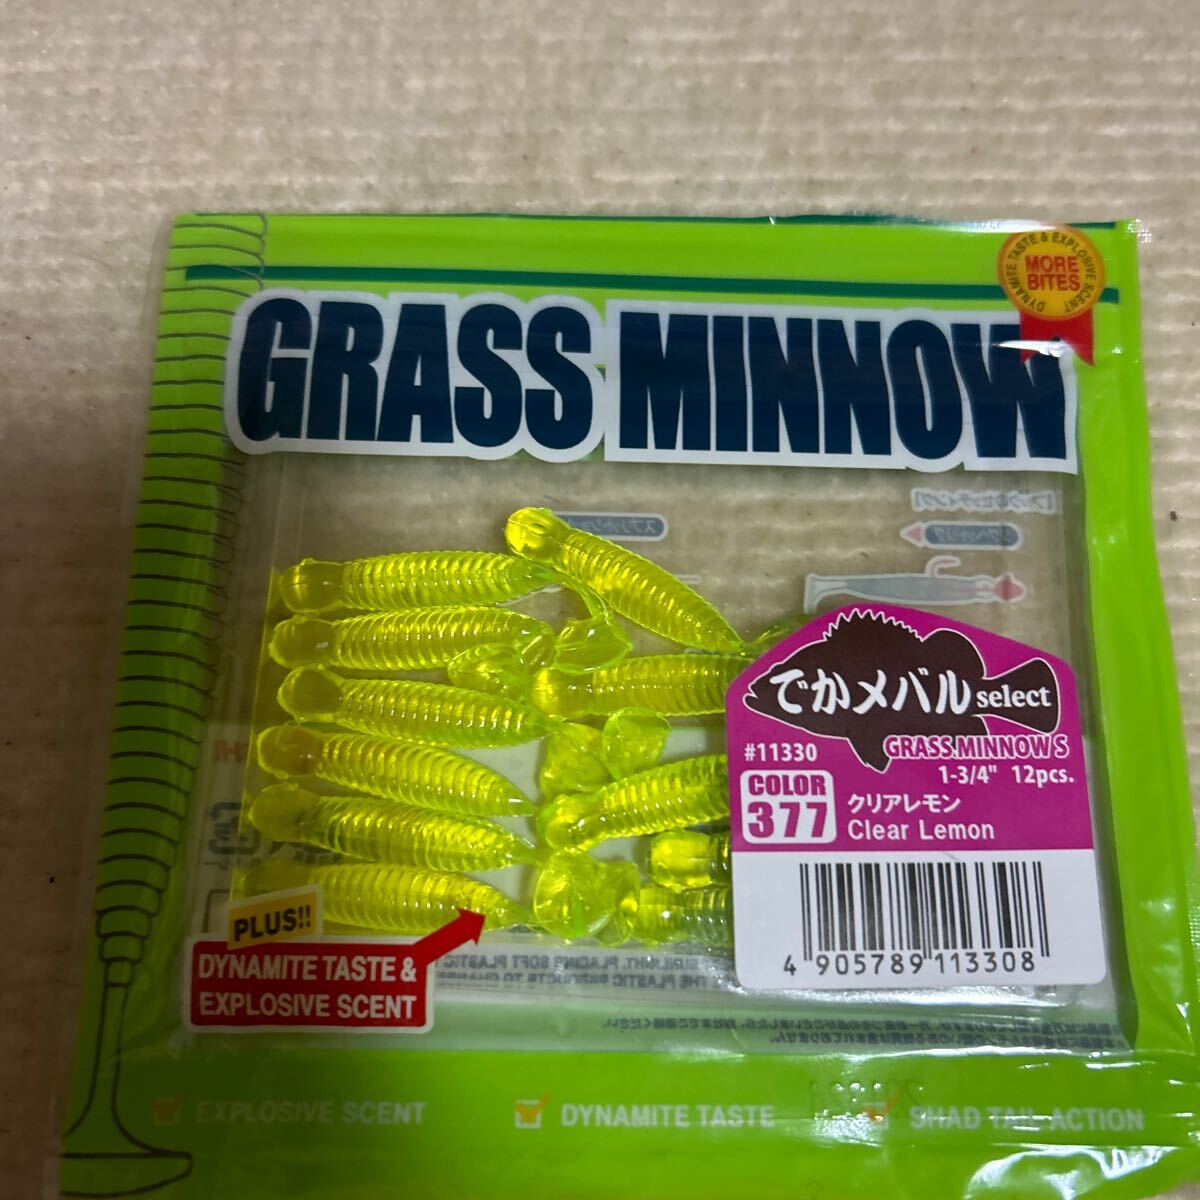 DYNAMITE TASTE & EXPLOSIVE SCENT
MORE
BITES
GRASS MINNOW
でかメバル select
GRASS MINNOW S
#11330
1-3/4" 12pcs.
COLOR
377
クリアレモン
Clear Lemon
4 905789 113308
PLUS!!
DYNAMITE TASTE &
EXPLOSIVE SCENT
EXPLOSIVE SCENT
DYNAMITE TASTE
SHAD TAIL ACTION